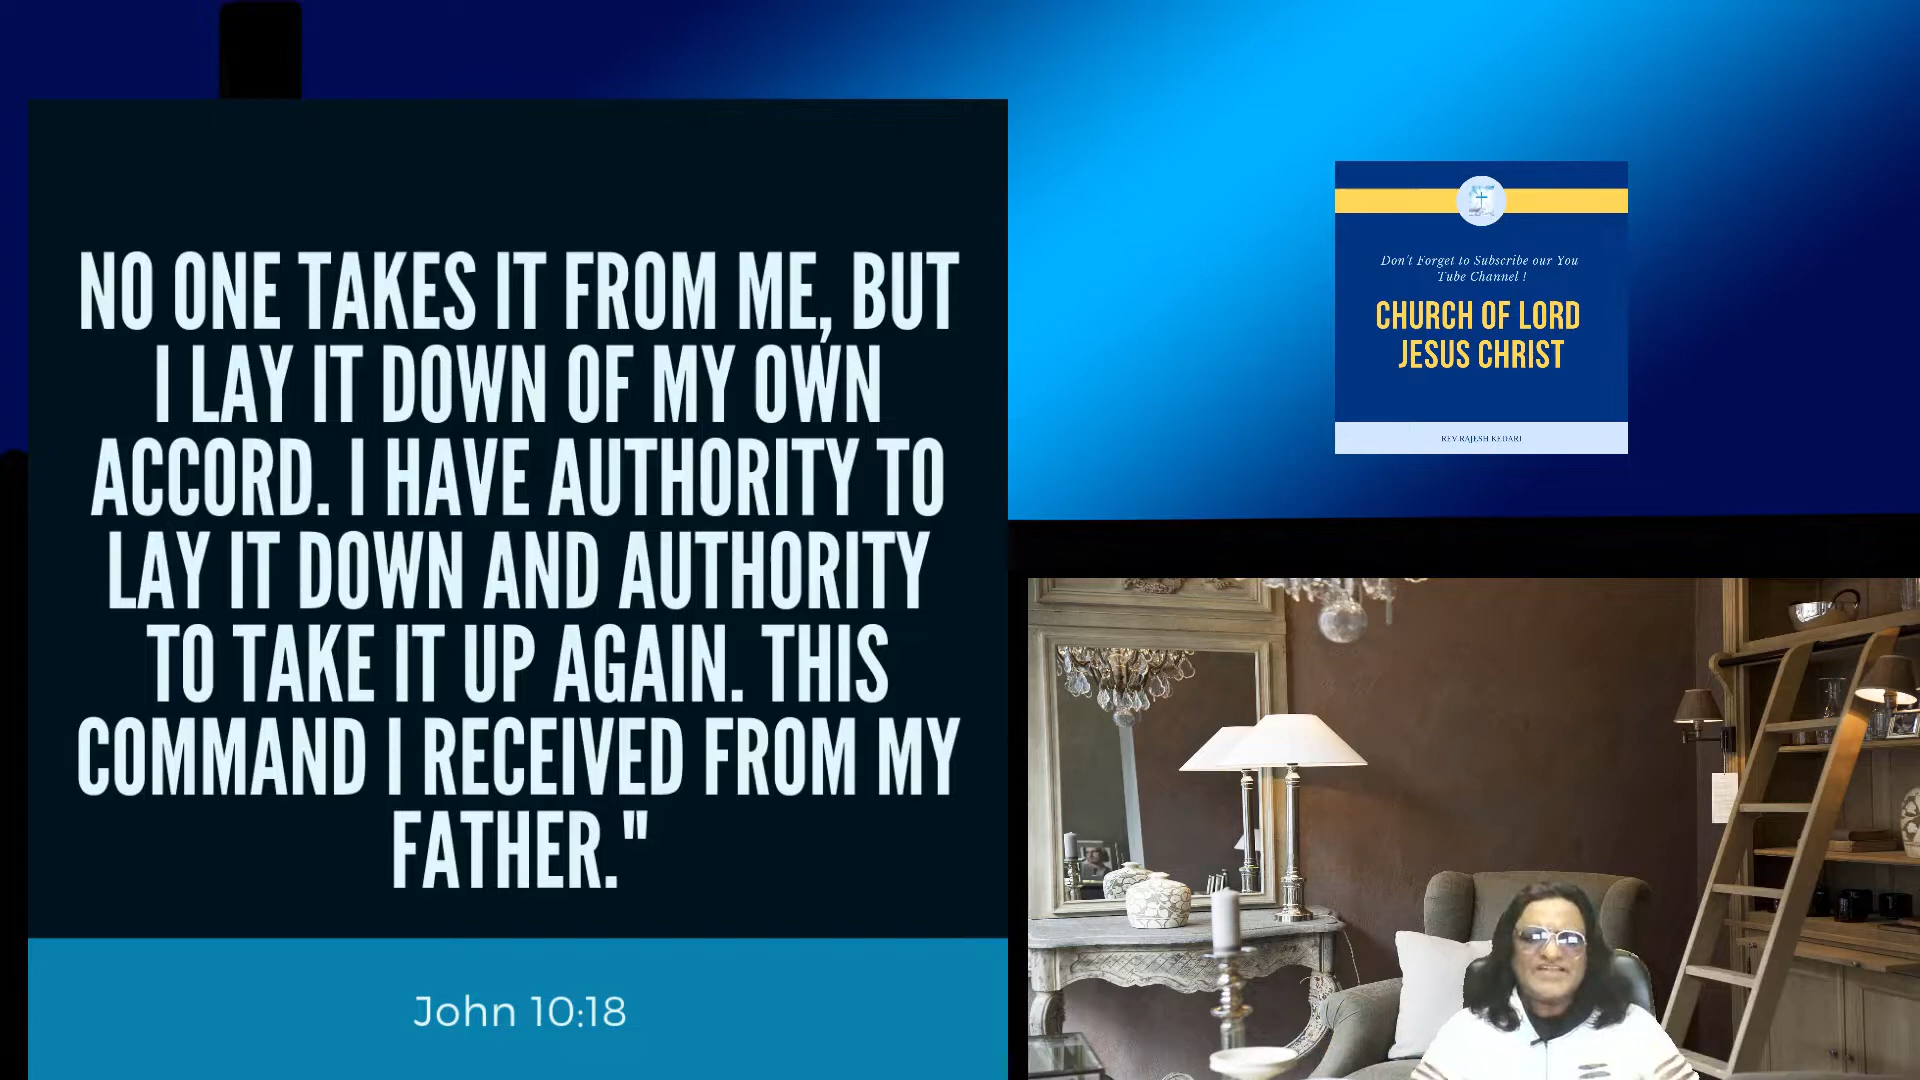 NO ONE TAKES IT FROM ME, BUT
I LAY IT DOWN OF MY OWN
ACCORD. I HAVE AUTHORITY TO
LAY IT DOWN AND AUTHORITY
TO TAKE IT UP AGAIN. THIS
COMMAND I RECEIVED FROM MY
FATHER."
John 10:18
Don't Forget to Subscribe our You
Tube Channel !
CHURCH OF LORD
JESUS CHRIST
REV.RAJESH KEDARI